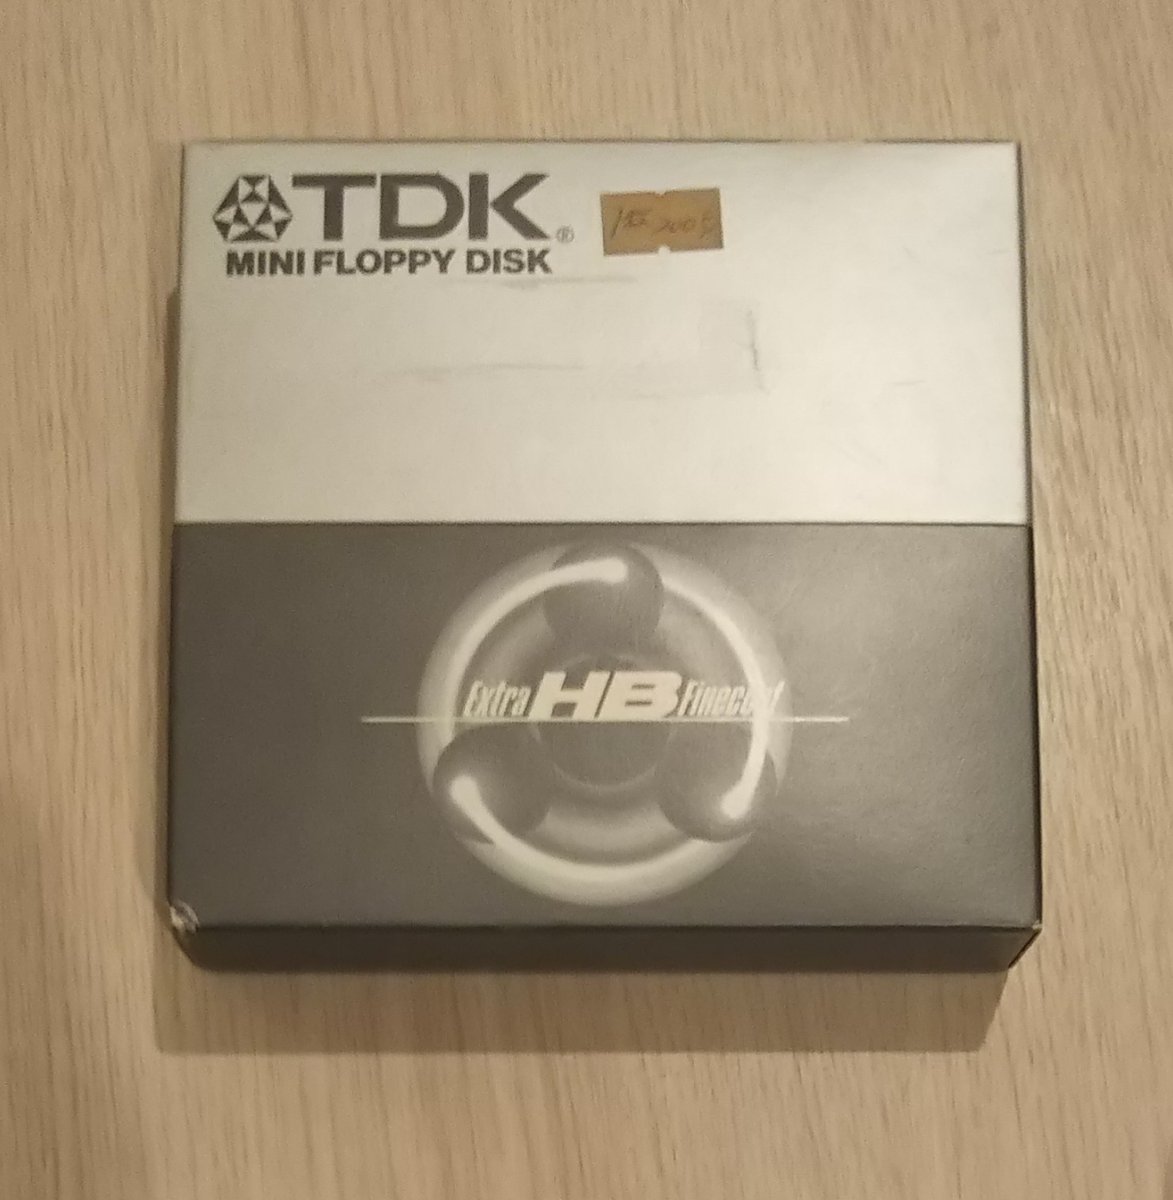 TDK®
MINI FLOPPY DISK
Extra HB Finecoat